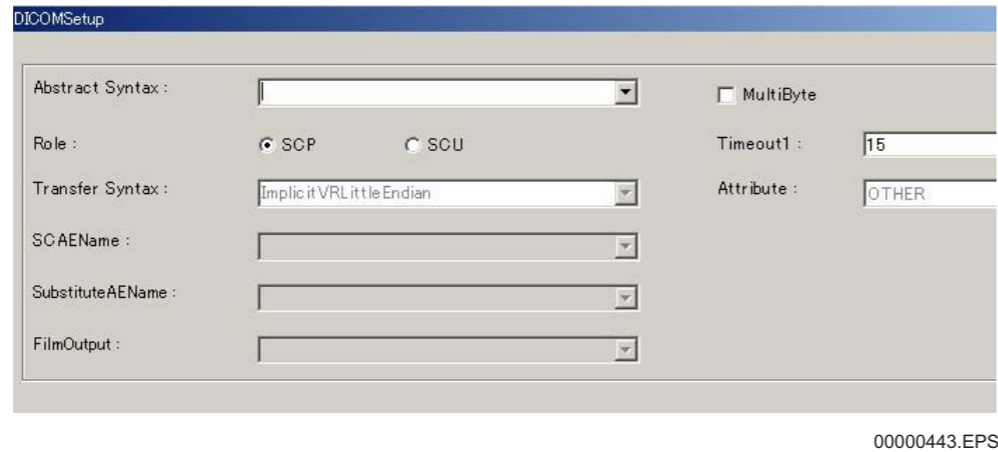 DICOMSetup
Abstract Syntax :
MultiByte
Role : SCP SCU
Timeout1 : 15
Transfer Syntax : ImplicitVRLittleEndian
Attribute : OTHER
SCAEName :
SubstituteAEName :
FilmOutput :
00000443.EPS